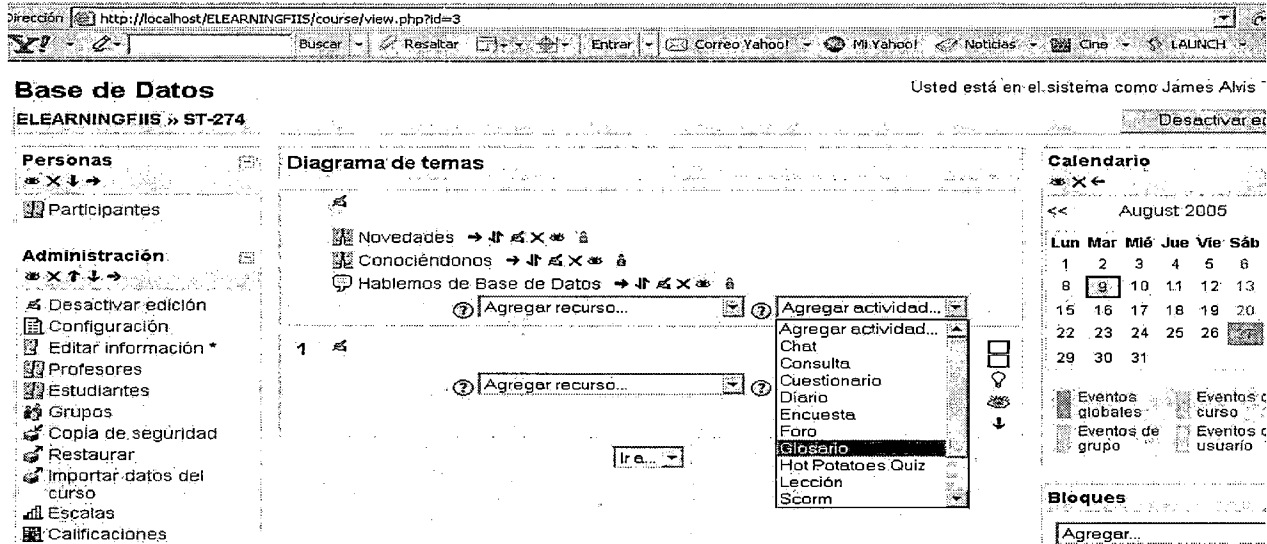 Dirección http://localhost/ELEARNINGFIIS/course/view.php?id=3
Y! Buscar Resaltar Entrar Correo Yahoo! Mi Yahoo! Noticias Cine LAUNCH
Base de Datos
Usted está en el sistema como James Alvis
ELEARNINGFIIS » ST-274
Desactivar
Personas
Participantes
Administración
Desactivar edición
Configuración
Editar información *
Profesores
Estudiantes
Grupos
Copia de seguridad
Restaurar
Importar datos del
curso
Escalas
Calificaciones
Diagrama de temas
Novedades
Conociéndonos
Hablemos de Base de Datos
Agregar recurso... Agregar actividad...
1
Agregar recurso...
Agregar actividad...
Chat
Consulta
Cuestionario
Diario
Encuesta
Foro
Glosario
Hot Potatoes Quiz
Lección
Scorm
Ir a...
Calendario
<< August 2005
Lun Mar Mié Jue Vie Sáb
1 2 3 4 5 6
8 9 10 11 12 13
15 16 17 18 19 20
22 23 24 25 26 27
29 30 31
Eventos
globales
Eventos
curso
Eventos de
grupo
Eventos
usuario
Bloques
Agregar...